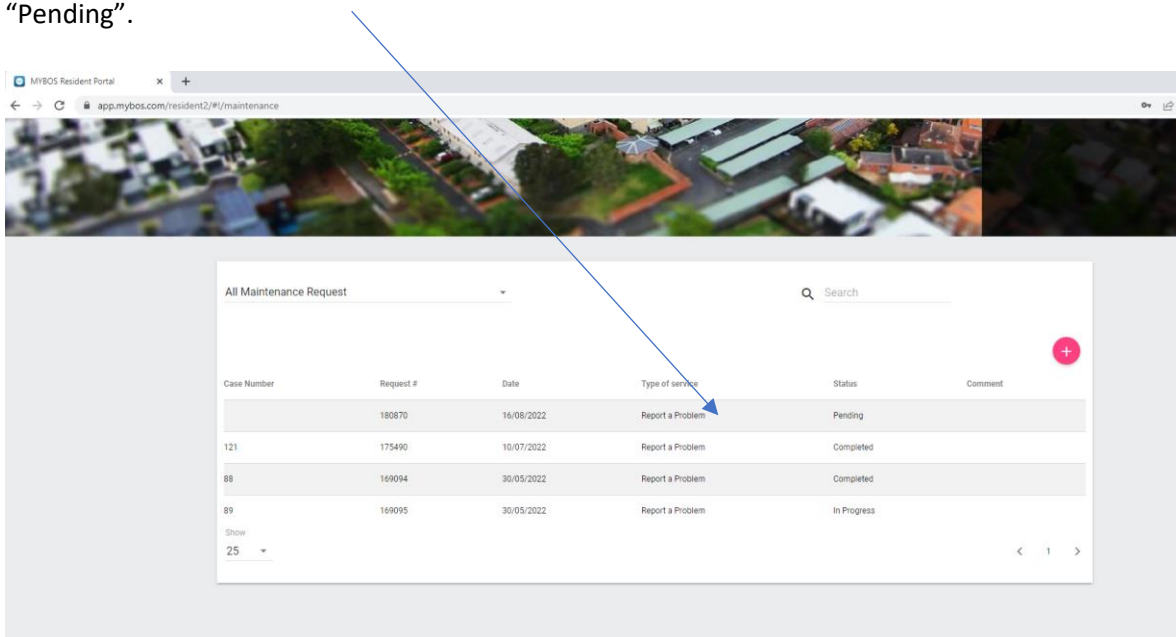 “Pending”.
MYBOS Resident Portal
app.mybos.com/resident2/#!/maintenance
All Maintenance Request Search
Case Number Request # Date Type of service Status Comment
180870 16/08/2022 Report a Problem Pending
121 175490 10/07/2022 Report a Problem Completed
88 169094 30/05/2022 Report a Problem Completed
89 169095 30/05/2022 Report a Problem In Progress
Show
25 1